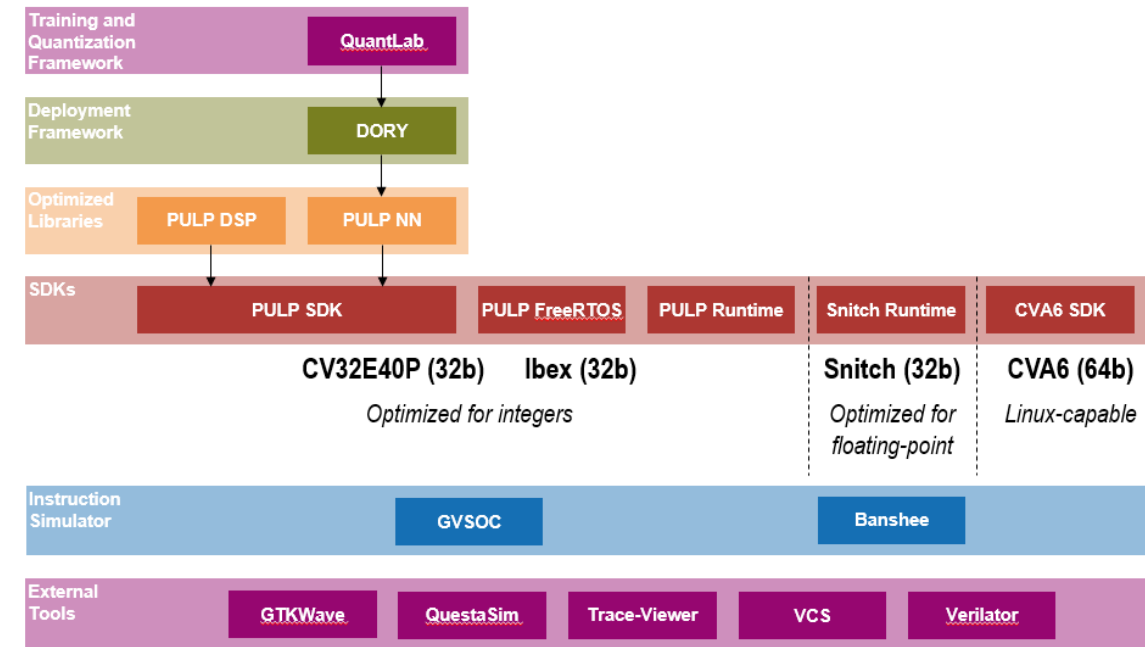 Training and
Quantization
Framework
QuantLab
Deployment
Framework
DORY
Optimized
Libraries
PULP DSP
PULP NN
SDKs
PULP SDK
PULP FreeRTOS
PULP Runtime
Snitch Runtime
CVA6 SDK
CV32E40P (32b)
Ibex (32b)
Snitch (32b)
CVA6 (64b)
Optimized for integers
Optimized for
floating-point
Linux-capable
Instruction
Simulator
GVSOC
Banshee
External
Tools
GTKWave
QuestaSim
Trace-Viewer
VCS
Verilator